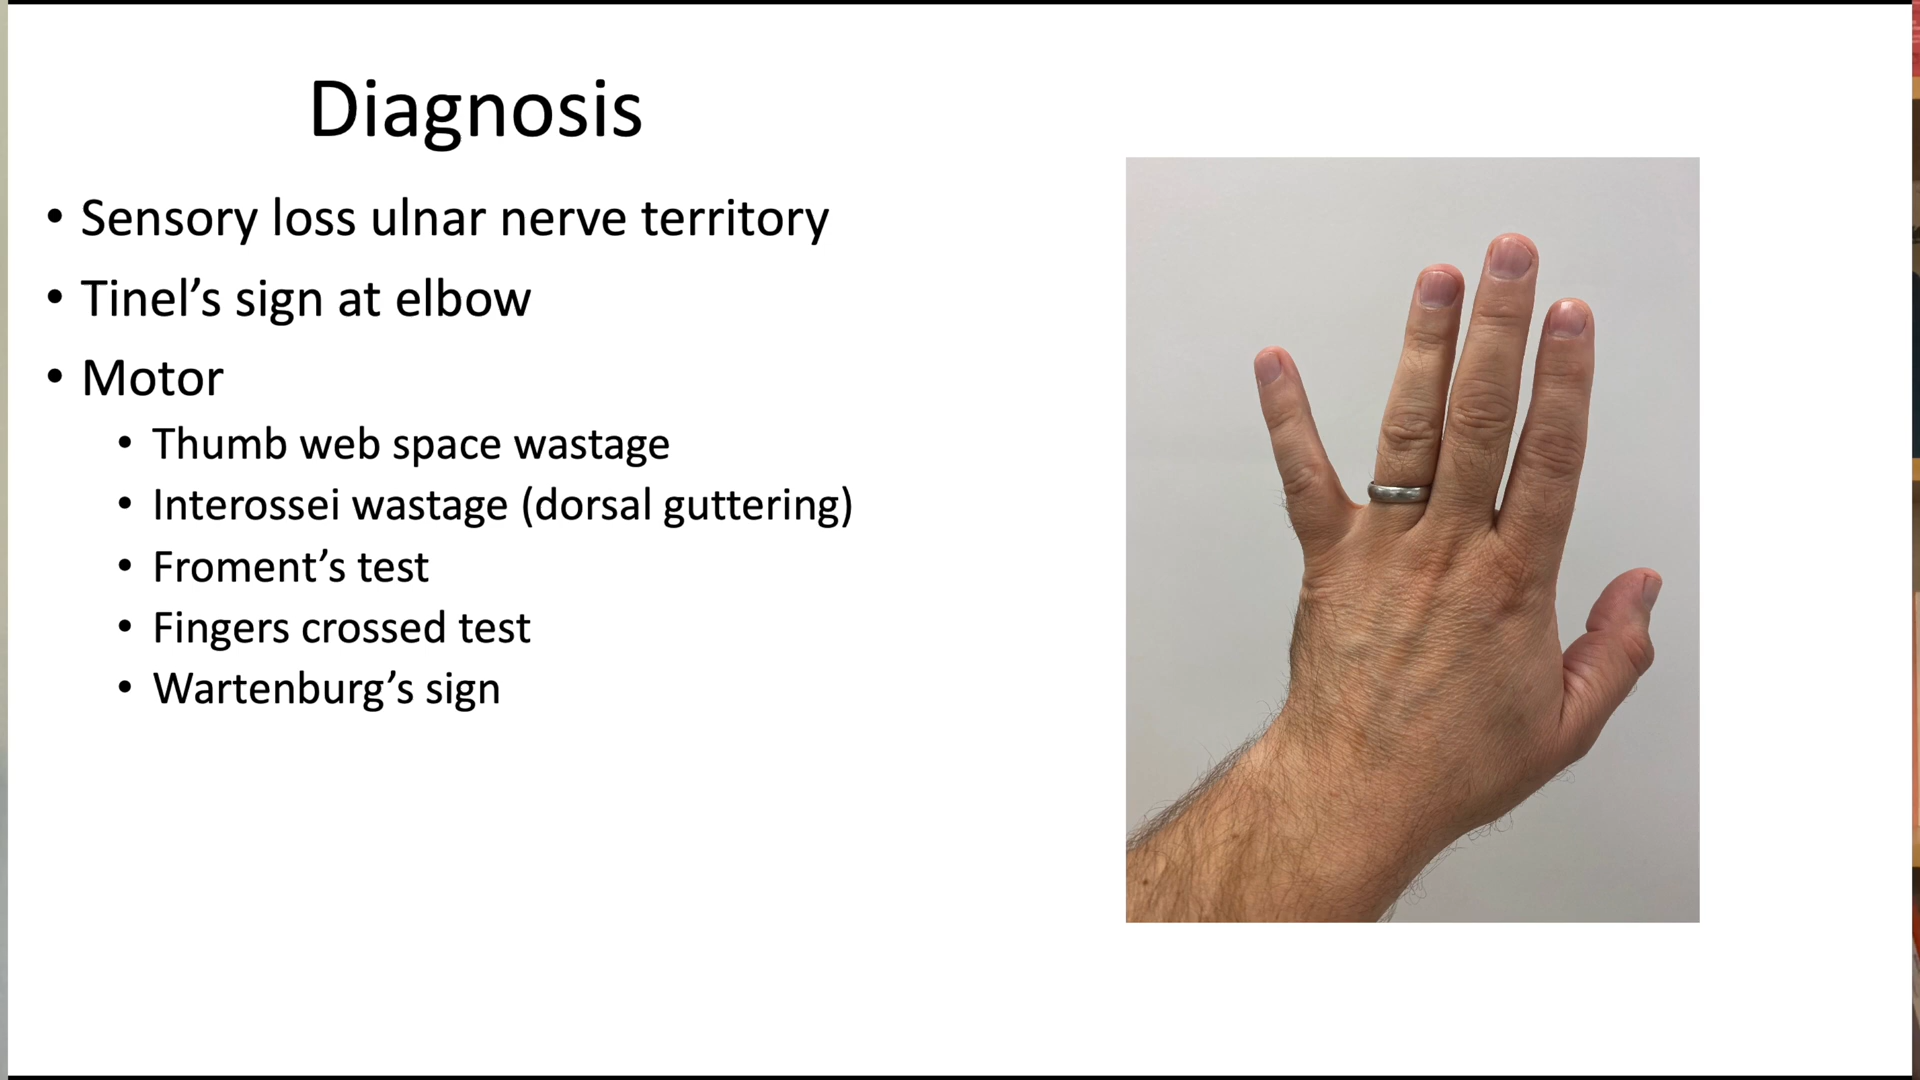 Diagnosis
• Sensory loss ulnar nerve territory
• Tinel’s sign at elbow
• Motor
• Thumb web space wastage
• Interossei wastage (dorsal guttering)
• Froment’s test
• Fingers crossed test
• Wartenburg’s sign